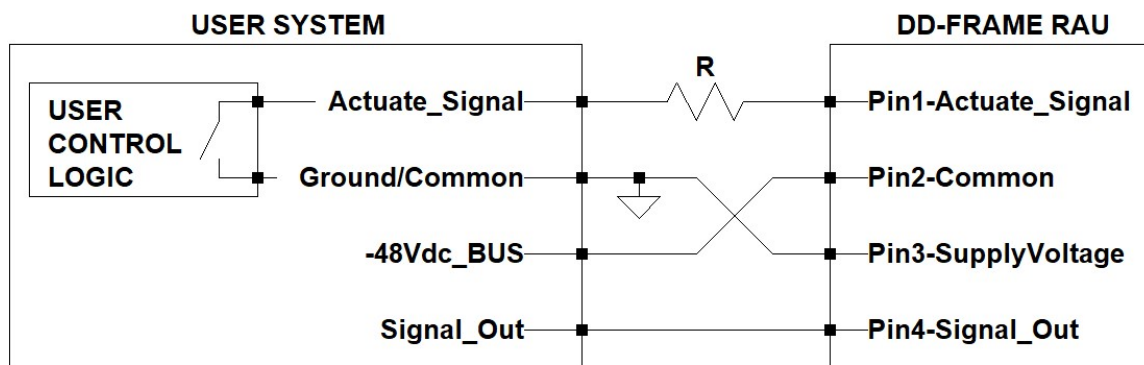 USER SYSTEM
DD-FRAME RAU
USER
CONTROL
LOGIC
Actuate_Signal
R
Pin1-Actuate_Signal
Ground/Common
Pin2-Common
-48Vdc_BUS
Pin3-SupplyVoltage
Signal_Out
Pin4-Signal_Out